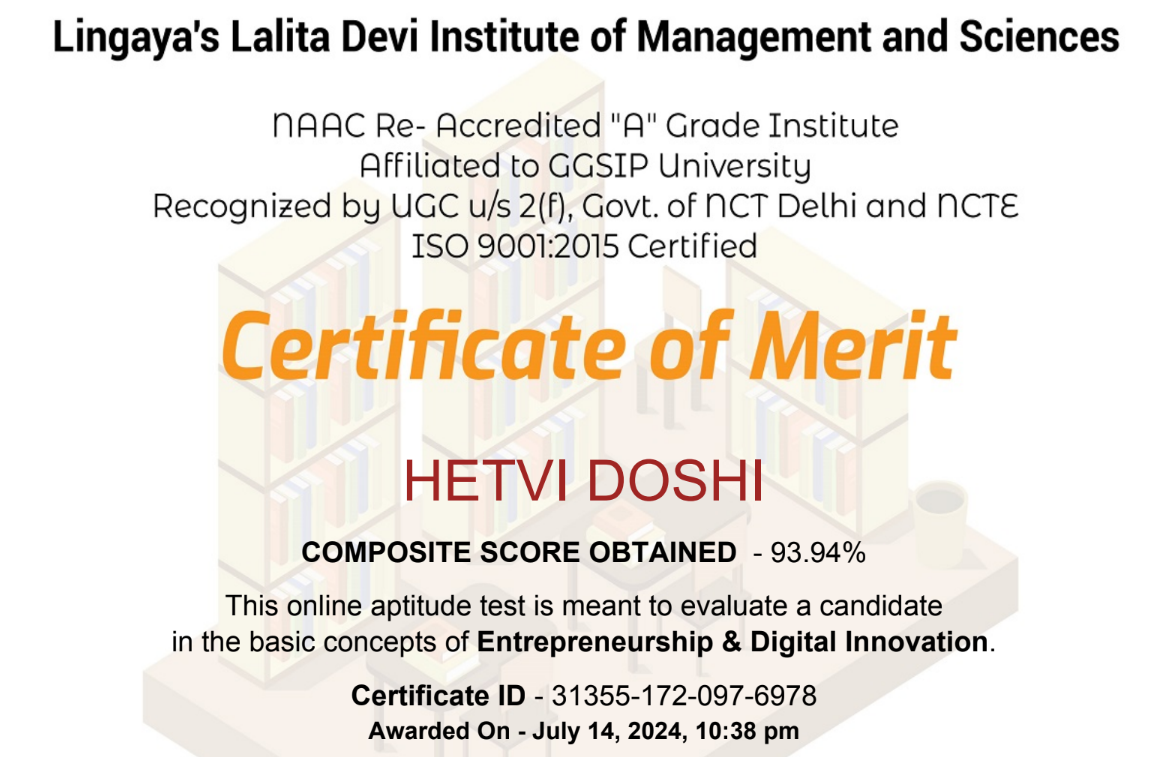 Lingaya's Lalita Devi Institute of Management and Sciences
NAAC Re- Accredited "A" Grade Institute
Affiliated to GGSIP University
Recognized by UGC u/s 2(f), Govt. of NCT Delhi and NCTE
ISO 9001:2015 Certified
Certificate of Merit
HETVI DOSHI
COMPOSITE SCORE OBTAINED - 93.94%
This online aptitude test is meant to evaluate a candidate
in the basic concepts of Entrepreneurship & Digital Innovation.
Certificate ID - 31355-172-097-6978
Awarded On - July 14, 2024, 10:38 pm